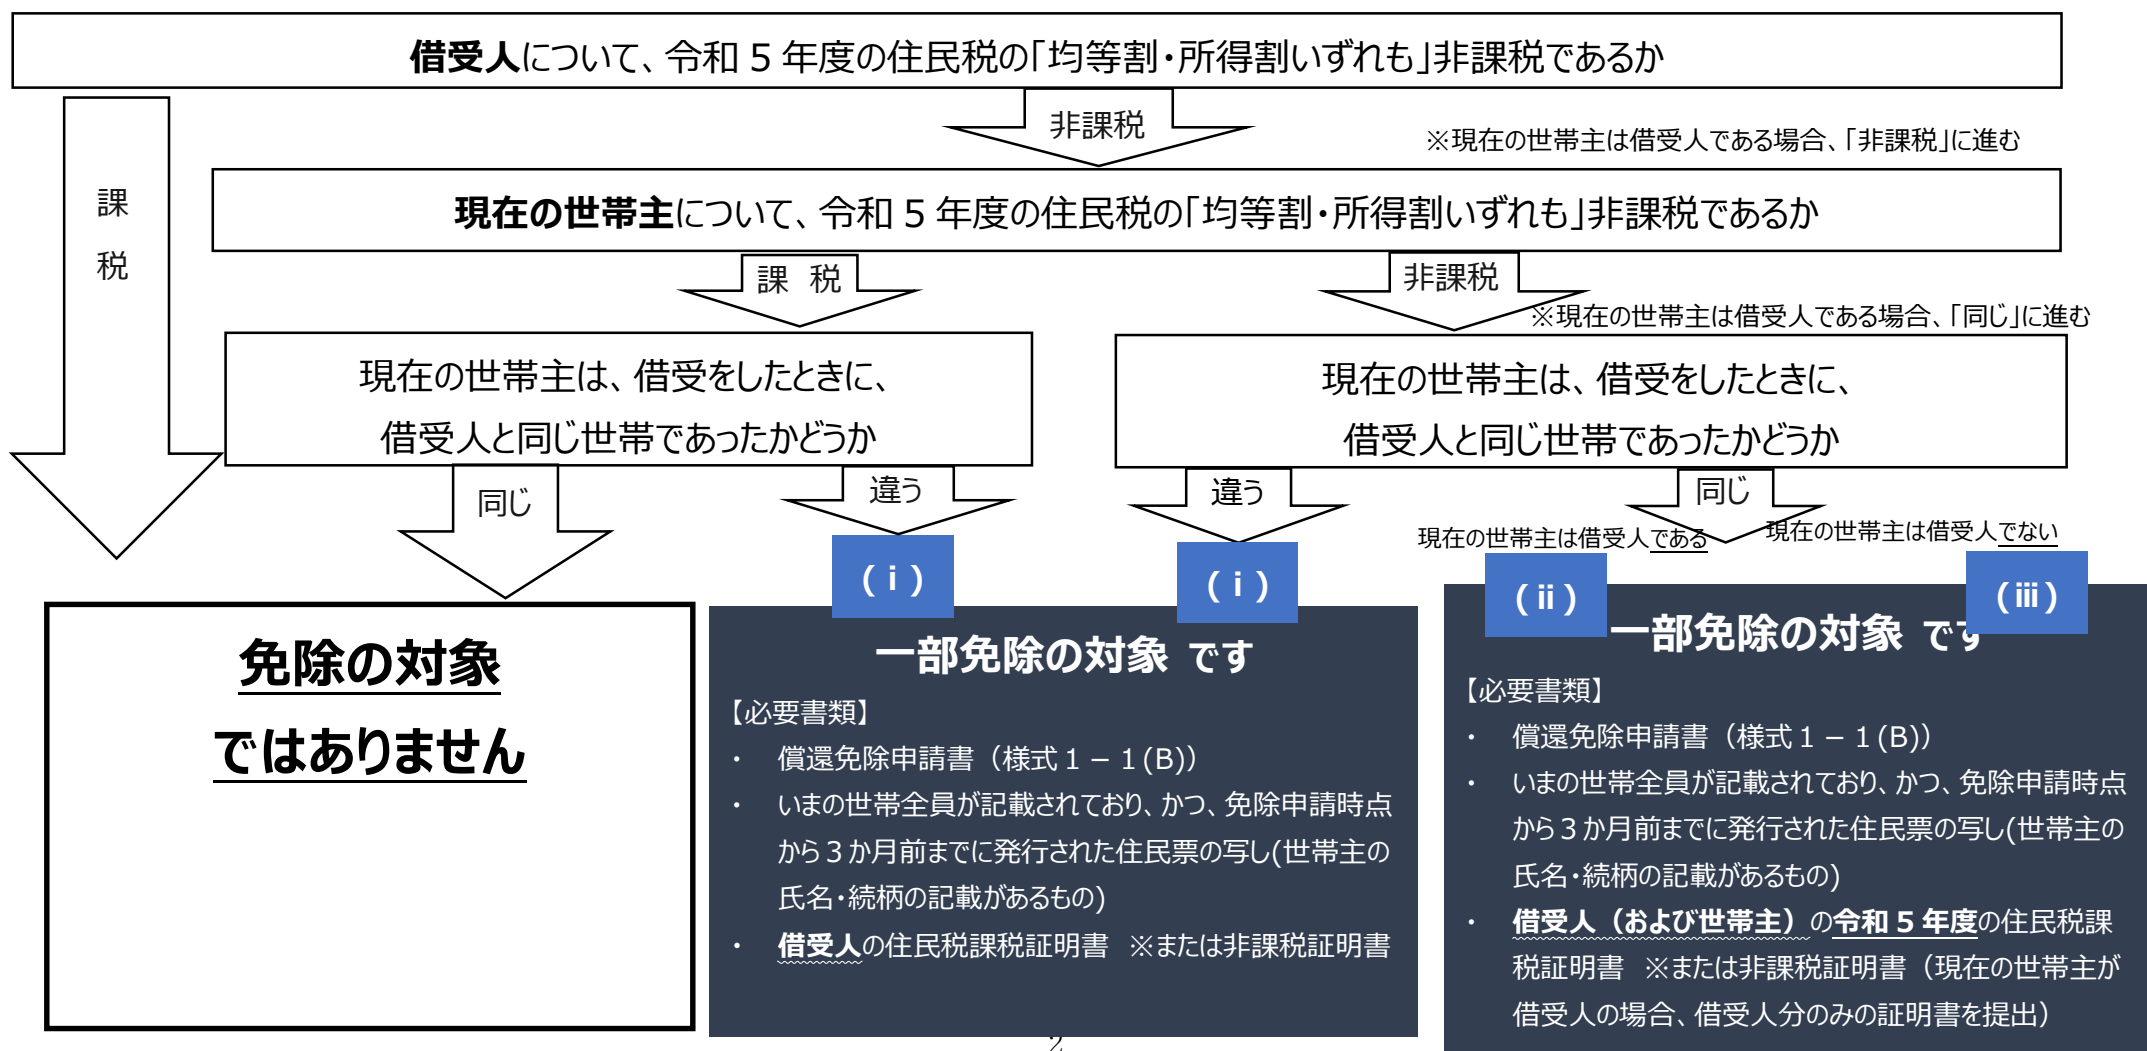 借受人について、令和５年度の住民税の「均等割・所得割いずれも」非課税であるか
非課税
※現在の世帯主は借受人である場合、「非課税」に進む
課
税
現在の世帯主について、令和５年度の住民税の「均等割・所得割いずれも」非課税であるか
課 税
非課税
※現在の世帯主は借受人である場合、「同じ」に進む
現在の世帯主は、借受をしたときに、
借受人と同じ世帯であったかどうか
現在の世帯主は、借受をしたときに、
借受人と同じ世帯であったかどうか
同じ
違う
違う
同じ
現在の世帯主は借受人である
現在の世帯主は借受人でない
(ⅰ)
(ⅰ)
(ⅱ)
(ⅲ)
免除の対象
ではありません
一部免除の対象 です
【必要書類】
・ 償還免除申請書（様式１－１(B)）
・ いまの世帯全員が記載されており、かつ、免除申請時点
から３か月前までに発行された住民票の写し(世帯主の
氏名・続柄の記載があるもの)
・ 借受人の住民税課税証明書 ※または非課税証明書
一部免除の対象 です
【必要書類】
・ 償還免除申請書（様式１－１(B)）
・ いまの世帯全員が記載されており、かつ、免除申請時点
から３か月前までに発行された住民票の写し(世帯主の
氏名・続柄の記載があるもの)
・ 借受人（および世帯主）の令和５年度の住民税課
税証明書 ※または非課税証明書（現在の世帯主が
借受人の場合、借受人分のみの証明書を提出）
2